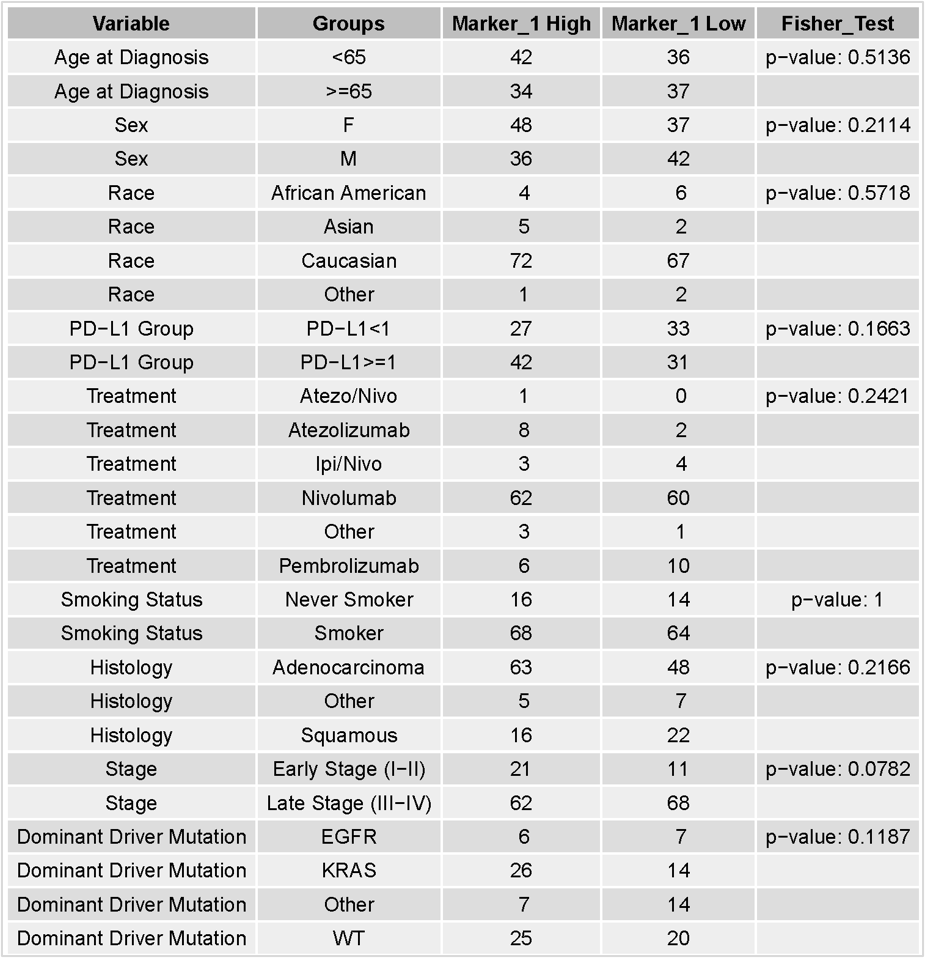 Variable Groups Marker_1 High Marker_1 Low Fisher_Test
Age at Diagnosis <65 42 36 p−value: 0.5136
Age at Diagnosis >=65 34 37
Sex F 48 37 p−value: 0.2114
Sex M 36 42
Race African American 4 6 p−value: 0.5718
Race Asian 5 2
Race Caucasian 72 67
Race Other 1 2
PD−L1 Group PD−L1<1 27 33 p−value: 0.1663
PD−L1 Group PD−L1>=1 42 31
Treatment Atezo/Nivo 1 0 p−value: 0.2421
Treatment Atezolizumab 8 2
Treatment Ipi/Nivo 3 4
Treatment Nivolumab 62 60
Treatment Other 3 1
Treatment Pembrolizumab 6 10
Smoking Status Never Smoker 16 14 p−value: 1
Smoking Status Smoker 68 64
Histology Adenocarcinoma 63 48 p−value: 0.2166
Histology Other 5 7
Histology Squamous 16 22
Stage Early Stage (I−II) 21 11 p−value: 0.0782
Stage Late Stage (III−IV) 62 68
Dominant Driver Mutation EGFR 6 7 p−value: 0.1187
Dominant Driver Mutation KRAS 26 14
Dominant Driver Mutation Other 7 14
Dominant Driver Mutation WT 25 20